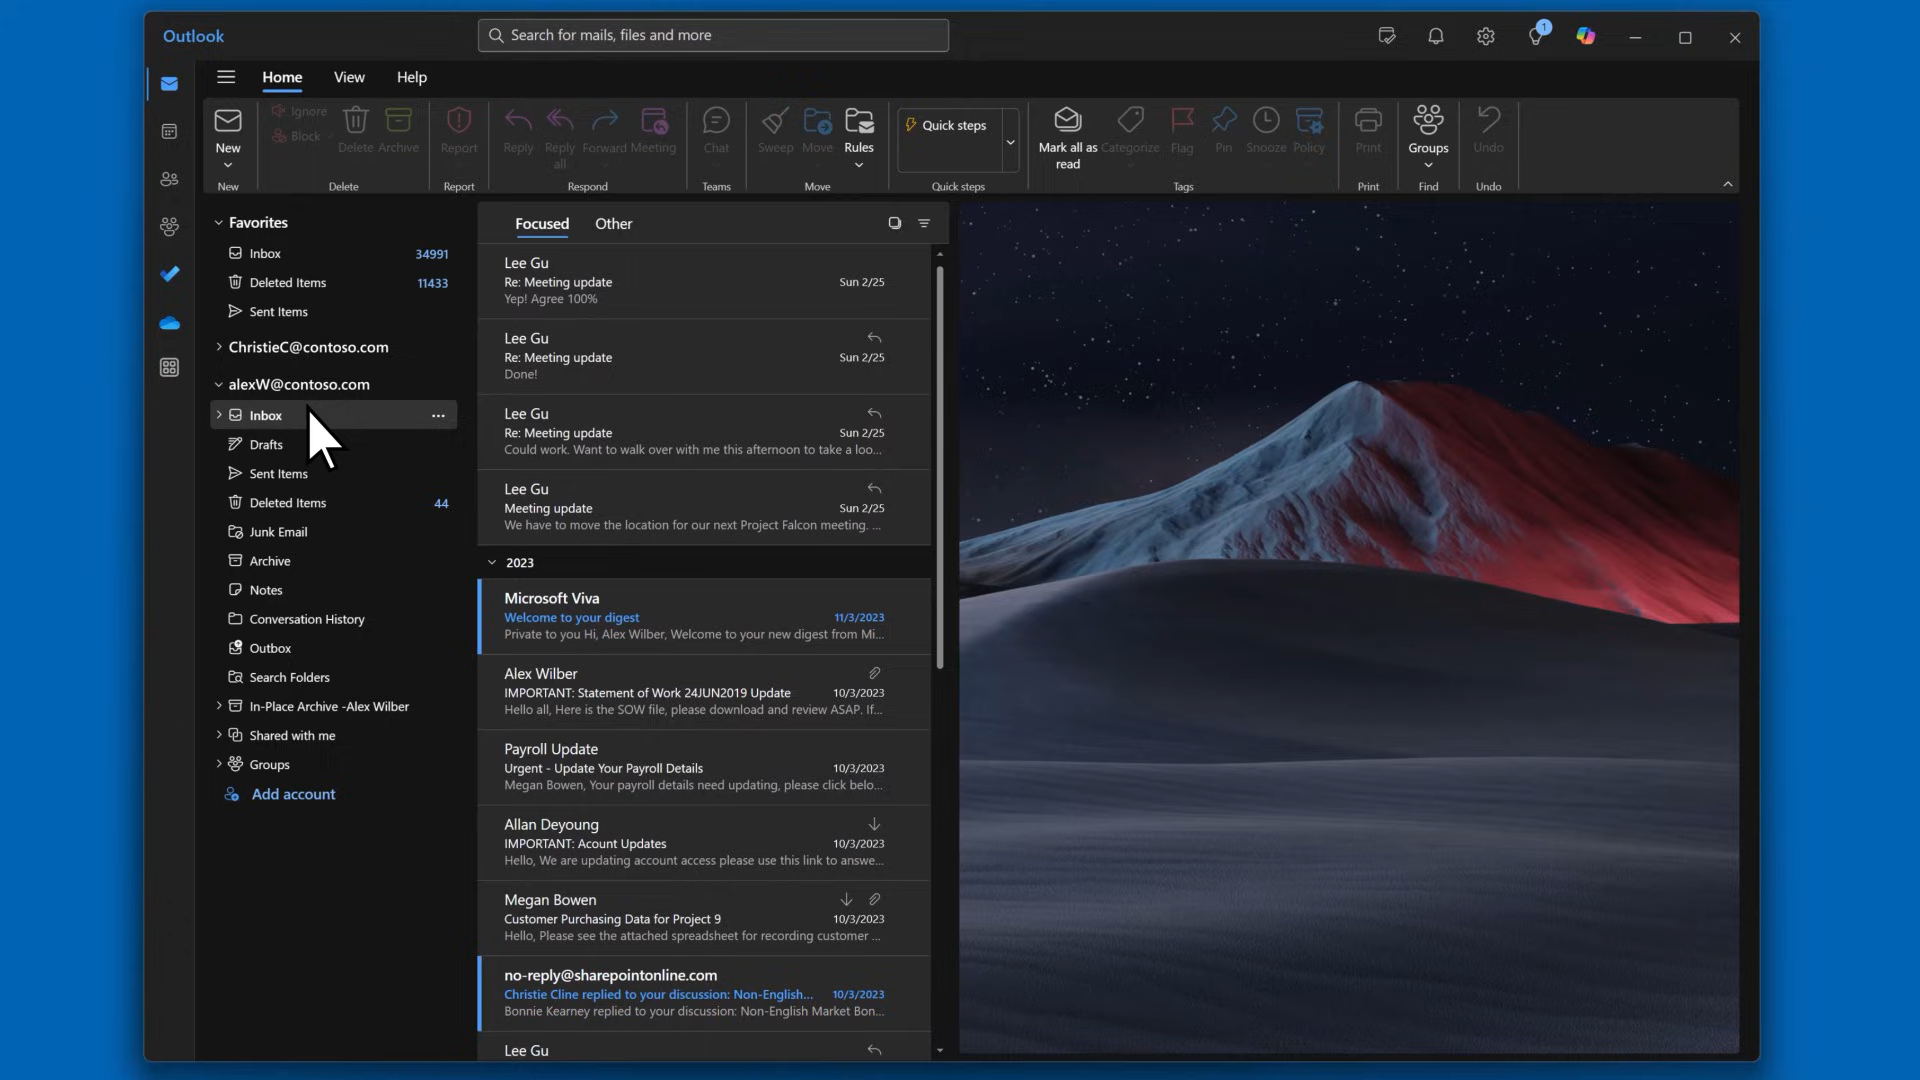 Outlook
Search for mails, files and more
1
Home View Help
New
Ignore
Block
Delete Archive
Report
Reply
Reply all
Forward Meeting
Chat
Sweep Move Rules
Quick steps
Mark all as read
Categorize Flag Pin Snooze Policy
Print
Groups
Undo
New Delete Report Respond Teams Move Quick steps Tags Print Find Undo
Favorites
Inbox 34991
Deleted Items 11433
Sent Items
ChristieC@contoso.com
alexW@contoso.com
Inbox ...
Drafts
Sent Items
Deleted Items 44
Junk Email
Archive
Notes
Conversation History
Outbox
Search Folders
In-Place Archive -Alex Wilber
Shared with me
Groups
Add account
Focused Other
Lee Gu
Re: Meeting update Sun 2/25
Yep! Agree 100%
Lee Gu
Re: Meeting update Sun 2/25
Done!
Lee Gu
Re: Meeting update Sun 2/25
Could work. Want to walk over with me this afternoon to take a loo...
Lee Gu
Meeting update Sun 2/25
We have to move the location for our next Project Falcon meeting. ...
2023
Microsoft Viva
Welcome to your digest 11/3/2023
Private to you Hi, Alex Wilber, Welcome to your new digest from Mi...
Alex Wilber
IMPORTANT: Statement of Work 24JUN2019 Update 10/3/2023
Hello all, Here is the SOW file, please download and review ASAP. If...
Payroll Update
Urgent - Update Your Payroll Details 10/3/2023
Megan Bowen, Your payroll details need updating, please click belo...
Allan Deyoung
IMPORTANT: Acount Updates 10/3/2023
Hello, We are updating account access please use this link to answe...
Megan Bowen
Customer Purchasing Data for Project 9 10/3/2023
Hello, Please see the attached spreadsheet for recording customer ...
no-reply@sharepointonline.com
Christie Cline replied to your discussion: Non-English... 10/3/2023
Bonnie Kearney replied to your discussion: Non-English Market Bon...
Lee Gu